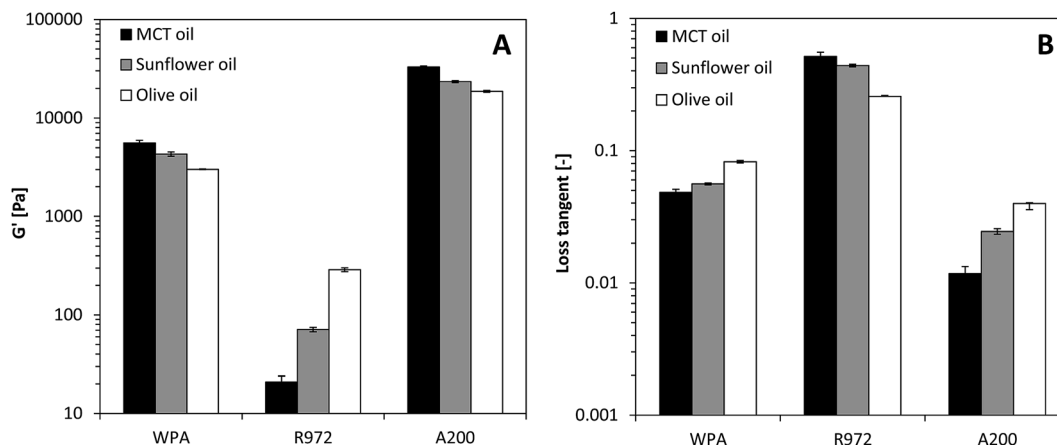 A
MCT oil
Sunflower oil
Olive oil
G' [Pa]
100000
10000
1000
100
10
WPA R972 A200
B
MCT oil
Sunflower oil
Olive oil
Loss tangent [-]
1
0.1
0.01
0.001
WPA R972 A200